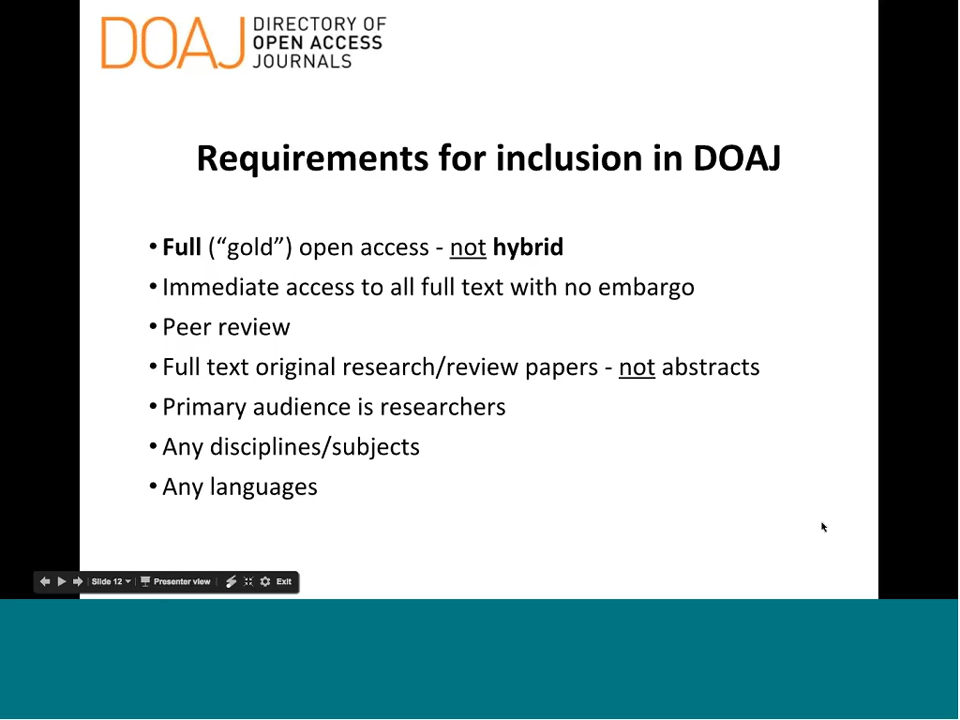 DOAJ DIRECTORY OF
OPEN ACCESS
JOURNALS
Requirements for inclusion in DOAJ
• Full (“gold”) open access - not hybrid
• Immediate access to all full text with no embargo
• Peer review
• Full text original research/review papers - not abstracts
• Primary audience is researchers
• Any disciplines/subjects
• Any languages
Slide 12 Presenter view Exit